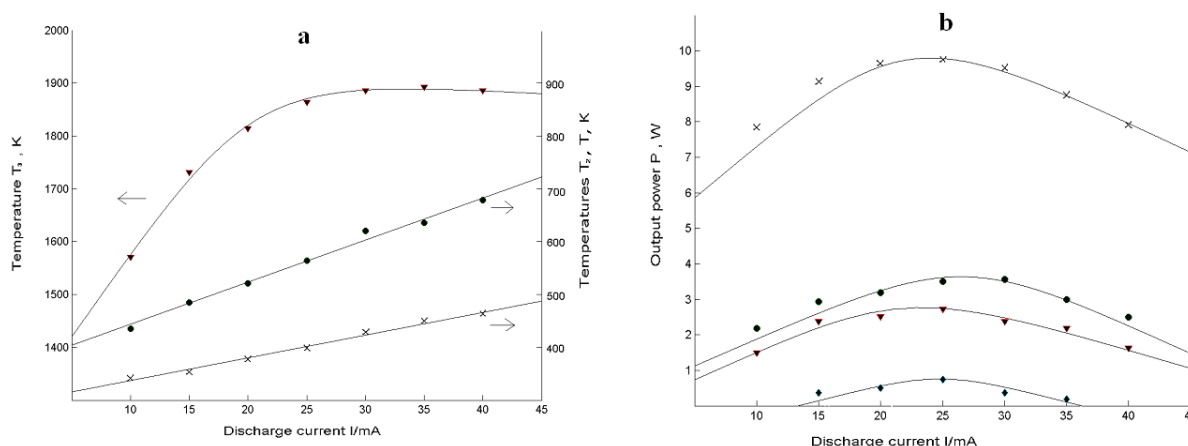 a
2000
1900
1800
1700
1600
1500
1400
Temperature T₃ , K
900
800
700
600
500
400
Temperatures T₂, T, K
10 15 20 25 30 35 40 45
Discharge current I/mA
b
10
9
8
7
6
5
4
3
2
1
Output power P , W
10 15 20 25 30 35 40 45
Discharge current I/mA